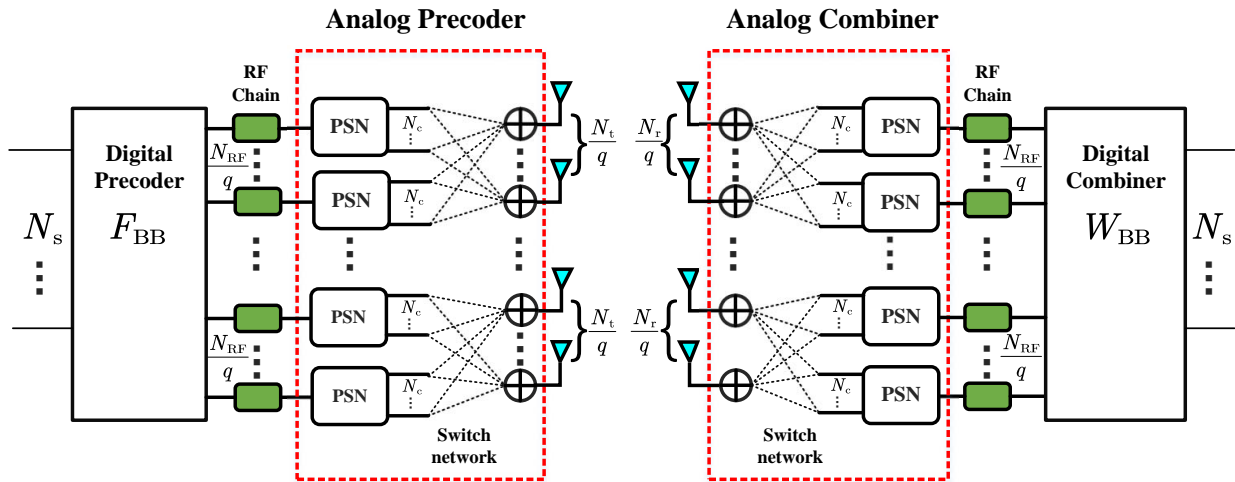 Analog Precoder
Analog Combiner
RF
Chain
RF
Chain
Digital
Precoder
F_BB
N_s
N_RF/q
N_RF/q
PSN
N_c
PSN
N_c
PSN
N_c
PSN
N_c
Switch
network
N_t/q
N_t/q
N_r/q
N_r/q
N_c
PSN
N_c
PSN
N_c
PSN
N_c
PSN
Switch
network
N_RF/q
N_RF/q
Digital
Combiner
W_BB
N_s